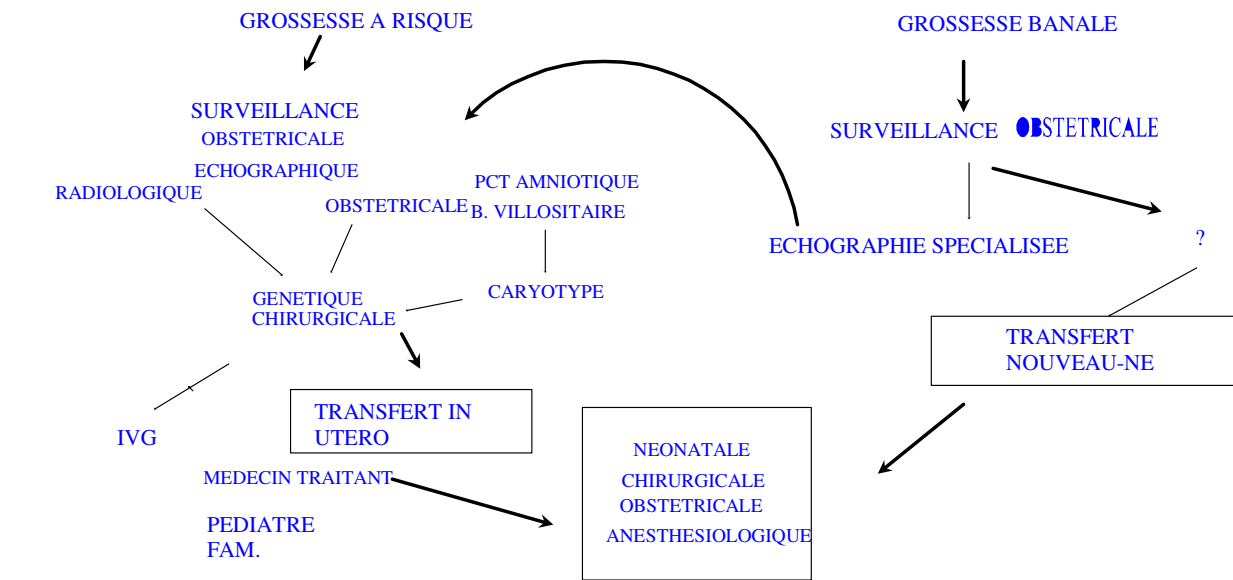 GROSSESSE A RISQUE
GROSSESSE BANALE
SURVEILLANCE
OBSTETRICALE
ECHOGRAPHIQUE
SURVEILLANCE OBSTETRICALE
RADIOLOGIQUE
OBSTETRICALE
PCT AMNIOTIQUE
B. VILLOSITAIRE
ECHOGRAPHIE SPECIALISEE
?
GENETIQUE
CHIRURGICALE
CARYOTYPE
TRANSFERT
NOUVEAU-NE
IVG
TRANSFERT IN
UTERO
MEDECIN TRAITANT
PEDIATRE
FAM.
NEONATALE
CHIRURGICALE
OBSTETRICALE
ANESTHESIOLOGIQUE